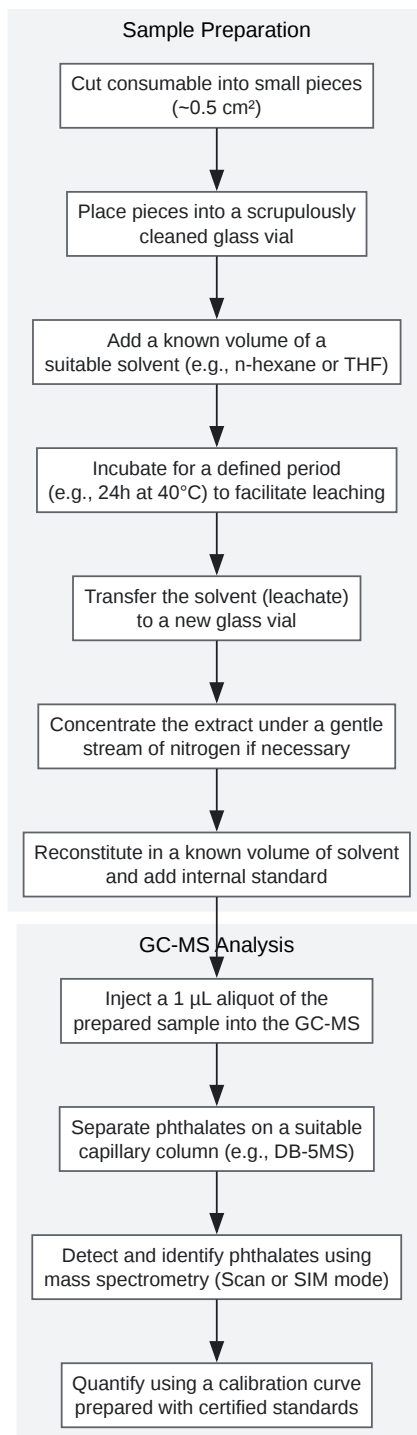 Sample Preparation
Cut consumable into small pieces
(~0.5 cm²)
Place pieces into a scrupulously
cleaned glass vial
Add a known volume of a
suitable solvent (e.g., n-hexane or THF)
Incubate for a defined period
(e.g., 24h at 40°C) to facilitate leaching
Transfer the solvent (leachate)
to a new glass vial
Concentrate the extract under a gentle
stream of nitrogen if necessary
Reconstitute in a known volume of solvent
and add internal standard
GC-MS Analysis
Inject a 1 µL aliquot of the
prepared sample into the GC-MS
Separate phthalates on a suitable
capillary column (e.g., DB-5MS)
Detect and identify phthalates using
mass spectrometry (Scan or SIM mode)
Quantify using a calibration curve
prepared with certified standards